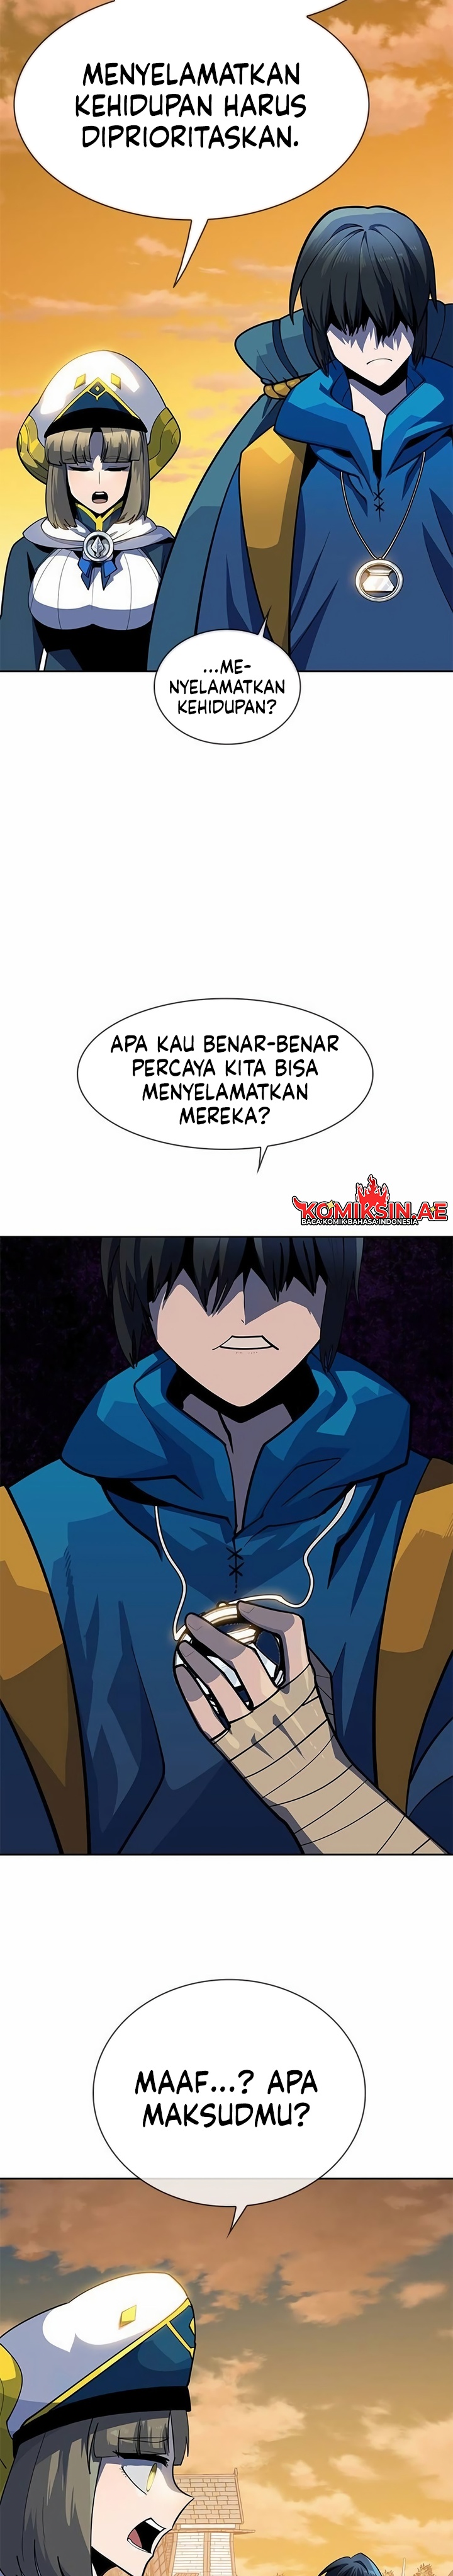 MENYELAMATKAN
KEHIDUPAN HARUS
DIPRIORITASKAN.
...ME-
NYELAMATKAN
KEHIDUPAN?
APA KAU BENAR-BENAR
PERCAYA KITA BISA
MENYELAMATKAN
MEREKA?
KOMIKSIN.AE
BACA KOMIK BAHASA INDONESIA
MAAF...? APA
MAKSUDMU?